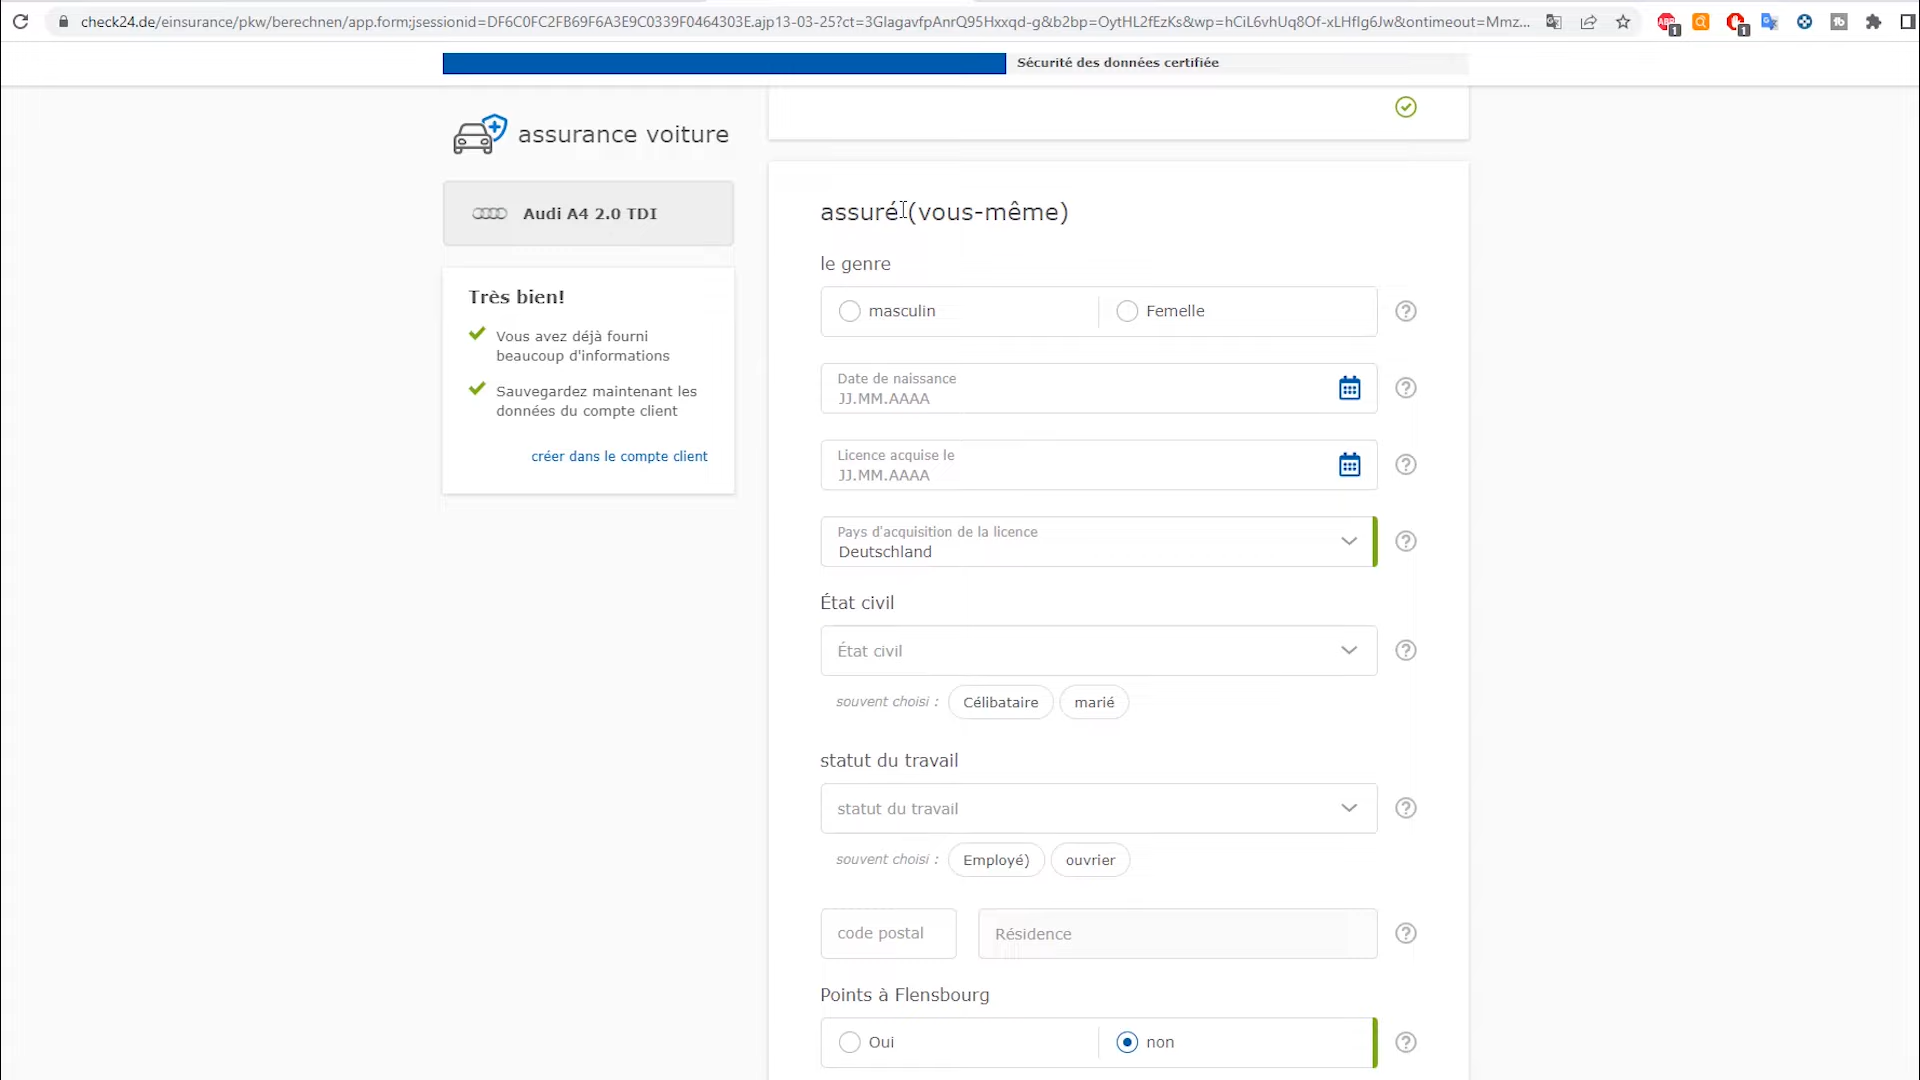 check24.de/einsurance/pkw/berechnen/app.form;jsessionid=DF6C0FC2FB69F6A3E9C0339F0464303E.ajp13-03-25?ct=3GlagavfpAnrQ95Hxxqd-g&b2bp=OytHL2fEzKs&wp=hCiL6vhUq8Of-xLHflg6Jw&ontimeout=Mmz...
Sécurité des données certifiée
assurance voiture
Audi A4 2.0 TDI
Très bien!
Vous avez déjà fourni
beaucoup d'informations
Sauvegardez maintenant les
données du compte client
créer dans le compte client
assuré (vous-même)
le genre
masculin Femelle
Date de naissance
JJ.MM.AAAA
Licence acquise le
JJ.MM.AAAA
Pays d'acquisition de la licence
Deutschland
État civil
État civil
souvent choisi : Célibataire marié
statut du travail
statut du travail
souvent choisi : Employé) ouvrier
code postal Résidence
Points à Flensbourg
Oui non